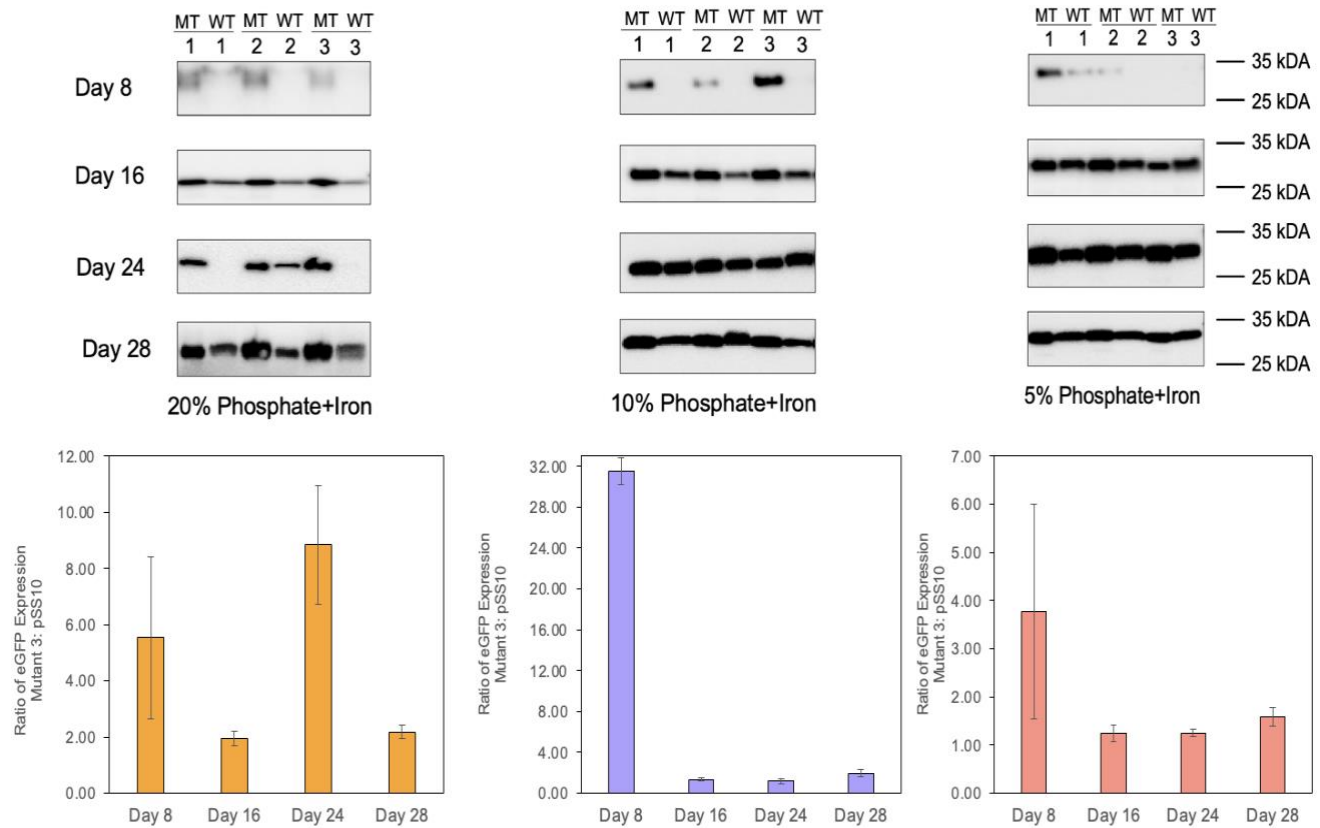 MT WT MT WT MT WT
1 1 2 2 3 3
MT WT MT WT MT WT
1 1 2 2 3 3
MT WT MT WT MT WT
1 1 2 2 3 3
Day 8
35 kDA
25 kDA
Day 16
35 kDA
25 kDA
Day 24
35 kDA
25 kDA
Day 28
35 kDA
25 kDA
20% Phosphate+Iron
10% Phosphate+Iron
5% Phosphate+Iron
Ratio of eGFP Expression
Mutant 3: pSS10
12.00
10.00
8.00
6.00
4.00
2.00
0.00
Day 8 Day 16 Day 24 Day 28
Ratio of eGFP Expression
Mutant 3: pSS10
32.00
28.00
24.00
20.00
16.00
12.00
8.00
4.00
0.00
Day 8 Day 16 Day 24 Day 28
Ratio of eGFP Expression
Mutant 3: pSS10
7.00
6.00
5.00
4.00
3.00
2.00
1.00
0.00
Day 8 Day 16 Day 24 Day 28